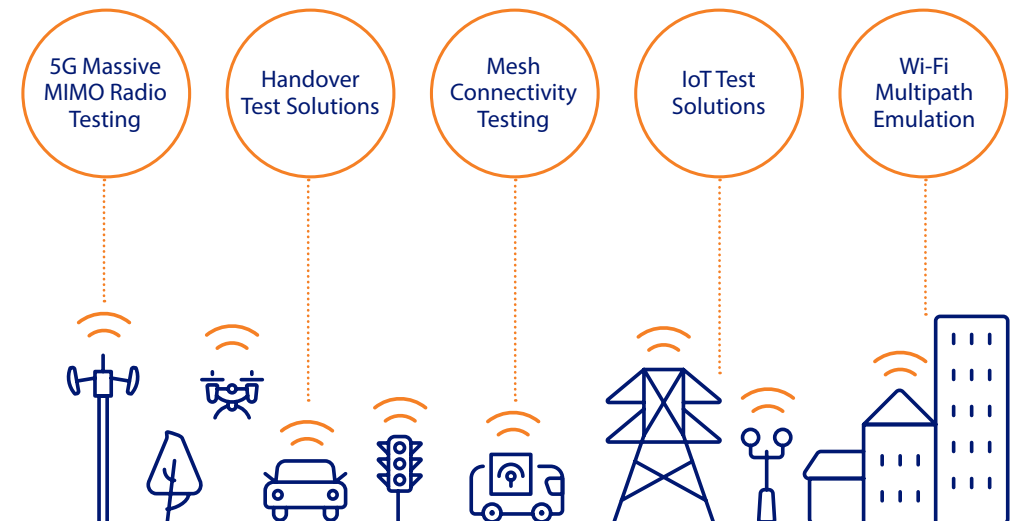 5G Massive
MIMO Radio
Testing
Handover
Test Solutions
Mesh
Connectivity
Testing
IoT Test
Solutions
Wi-Fi
Multipath
Emulation